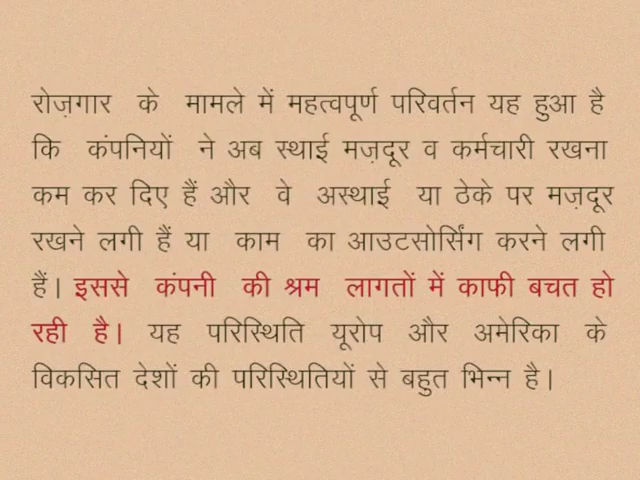 रोज़गार के मामले में महत्वपूर्ण परिवर्तन यह हुआ है
कि कंपनियों ने अब स्थाई मज़दूर व कर्मचारी रखना
कम कर दिए हैं और वे अस्थाई या ठेके पर मज़दूर
रखने लगी हैं या काम का आउटसोर्सिंग करने लगी
हैं। इससे कंपनी की श्रम लागतों में काफी बचत हो
रही है। यह परिस्थिति यूरोप और अमेरिका के
विकसित देशों की परिस्थितियों से बहुत भिन्न है।